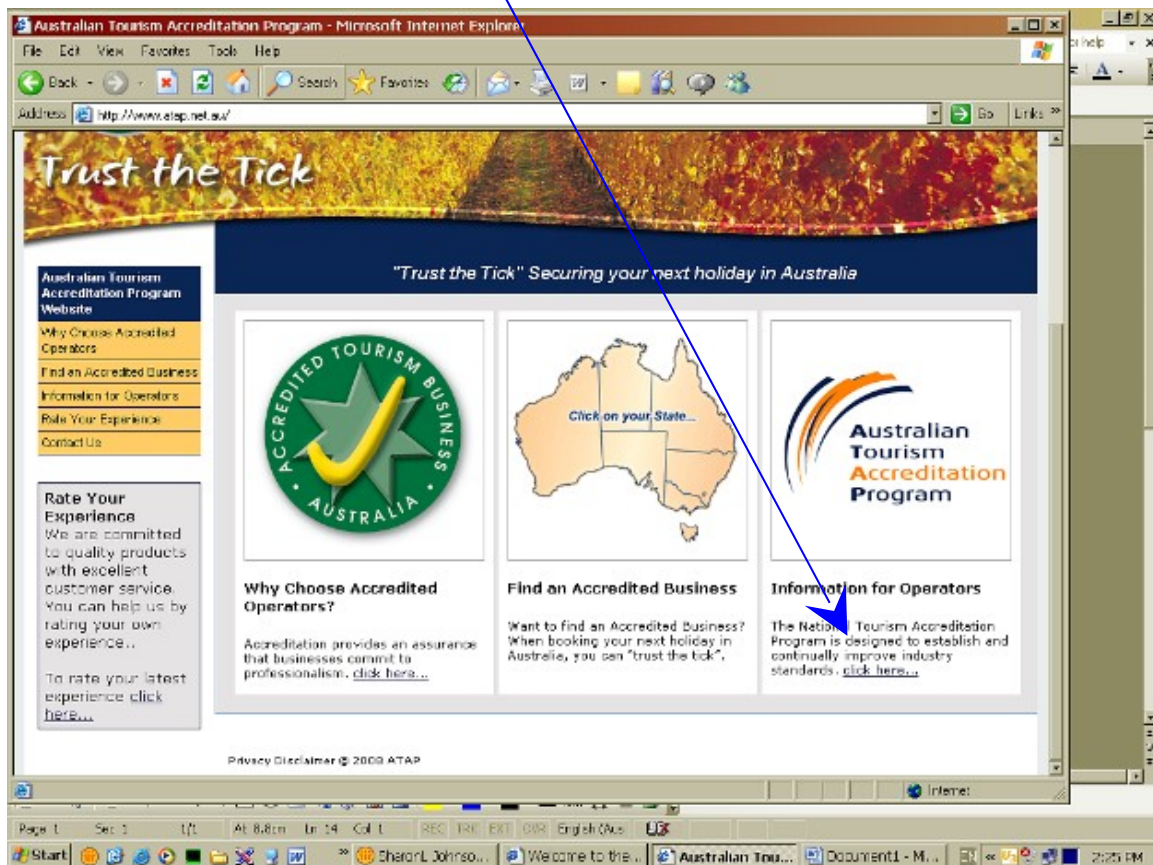 Australian Tourism Accreditation Program - Microsoft Internet Explorer
File Edit View Favorites Tools Help
Back Search Favorites
Address http://www.atap.net.au/ Go Links »
Trust the Tick
"Trust the Tick" Securing your next holiday in Australia
Australian Tourism
Accreditation Program
Website
Why Choose Accredited
Operators
Find an Accredited Business
Information for Operators
Rate Your Experience
Contact Us
Rate Your
Experience
We are committed
to quality products
with excellent
customer service.
You can help us by
rating your own
experience..
To rate your latest
experience click
here...
ACCREDITED TOURISM BUSINESS
AUSTRALIA
Why Choose Accredited
Operators?
Accreditation provides an assurance
that businesses commit to
professionalism. click here...
Click on your State...
Find an Accredited Business
Want to find an Accredited Business?
When booking your next holiday in
Australia, you can "trust the tick".
Australian
Tourism
Accreditation
Program
Information for Operators
The National Tourism Accreditation
Program is designed to establish and
continually improve industry
standards. click here...
Privacy Disclaimer © 2008 ATAP
Internet
Page 1 Sec 1 1/1 At 8.8cm Ln 14 Col 1 REC TRK EXT OVR English (Aus
Start SharonL Johnso... Welcome to the... Australian Tou... Document1 - M... EN « 2:25 PM